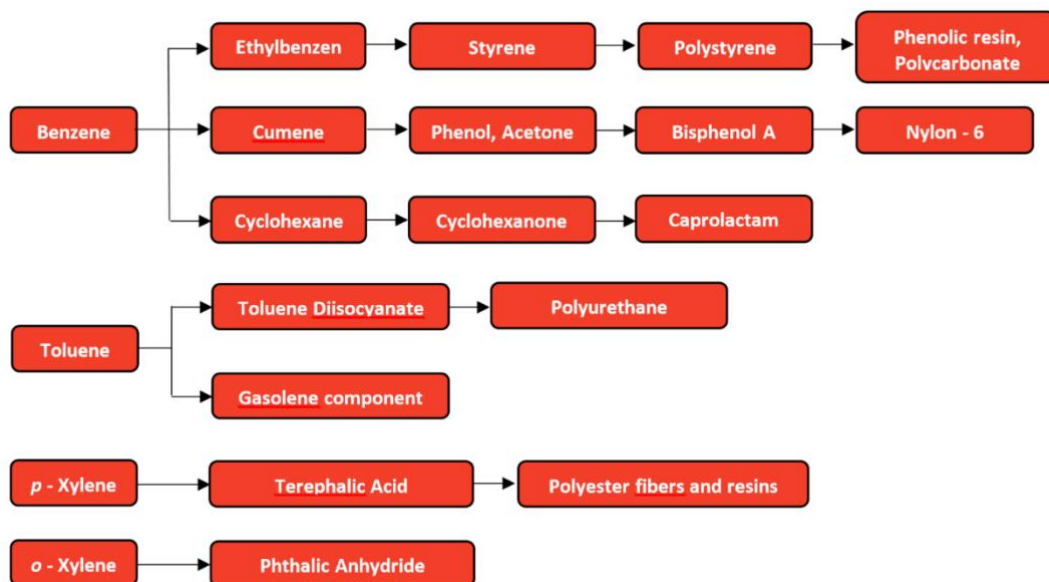 Ethylbenzen
Styrene
Polystyrene
Phenolic resin,
Polycarbonate
Benzene
Cumene
Phenol, Acetone
Bisphenol A
Nylon - 6
Cyclohexane
Cyclohexanone
Caprolactam
Toluene Diisocyanate
Polyurethane
Toluene
Gasolene component
p - Xylene
Terephalic Acid
Polyester fibers and resins
o - Xylene
Phthalic Anhydride